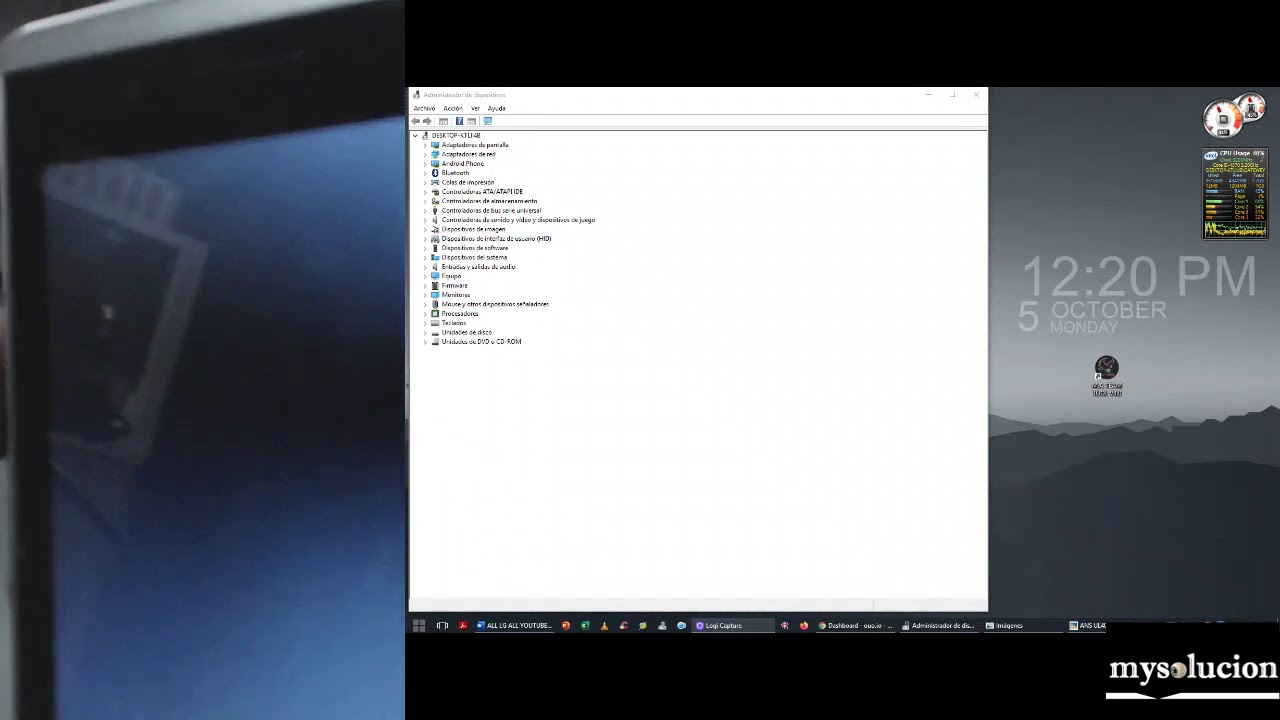 Administrador de dispositivos
Archivo Acción Ver Ayuda
Adaptadores de pantalla
Adaptadores de red
Android Phone
Bluetooth
Colas de impresión
Controladoras ATA/ATAPI IDE
Controladoras de almacenamiento
Controladoras de bus serie universal
Controladoras de sonido y vídeo y dispositivos de juego
Dispositivos de imagen
Dispositivos de interfaz de usuario (HID)
Dispositivos de software
Dispositivos del sistema
Entradas y salidas de audio
Equipo
Firmware
Monitores
Mouse y otros dispositivos señaladores
Procesadores
Teclados
Unidades de disco
Unidades de DVD o CD-ROM
CPU Usage 40%
Used Free Total
12:20 PM
5 OCTOBER
MONDAY
ALL LG ALL YOUTUBE...
Logi Capture
Dashboard - ouo.io - ...
Administrador de dis...
Imágenes
ANS UL40
mysolucion